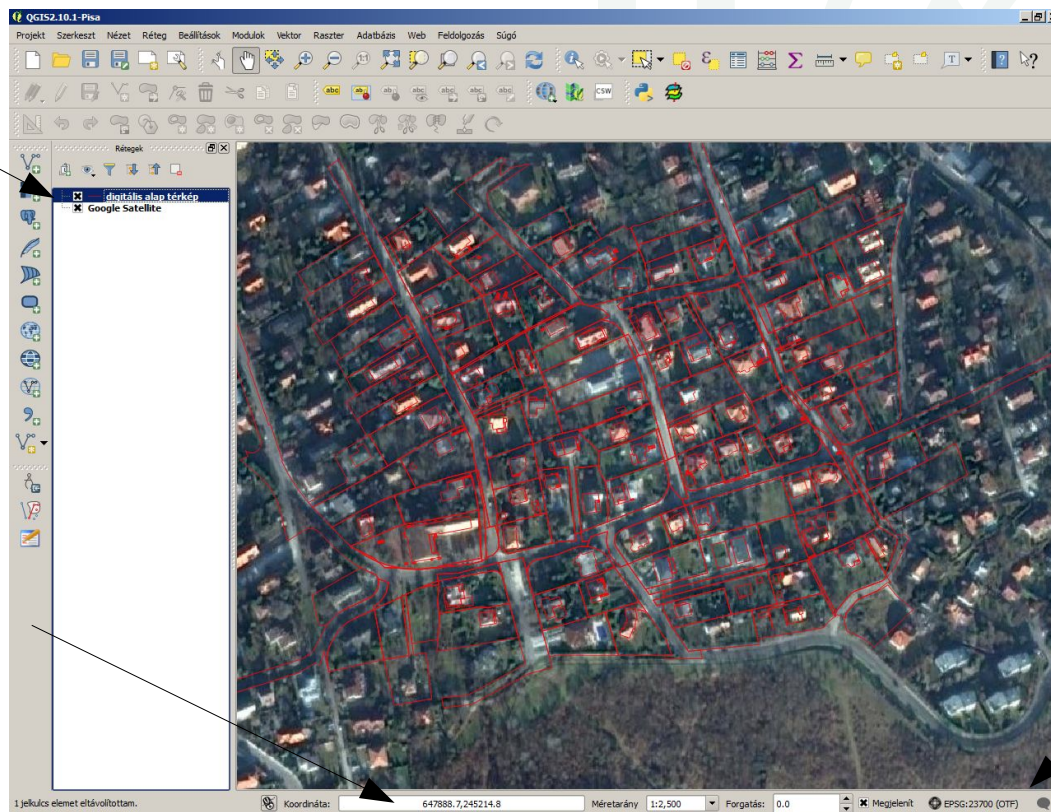 QGIS2.10.1-Pisa
Projekt Szerkeszt Nézet Réteg Beállítások Modulok Vektor Raszter Adatbázis Web Feldolgozás Súgó
Rétegek
digitális alap térkép
Google Satellite
1 jelkulcs elemet eltávolítottam.
Koordináta: 647888.7,245214.8
Méretarány 1:2,500
Forgatás: 0.0
Megjelenít
EPSG:23700 (OTF)